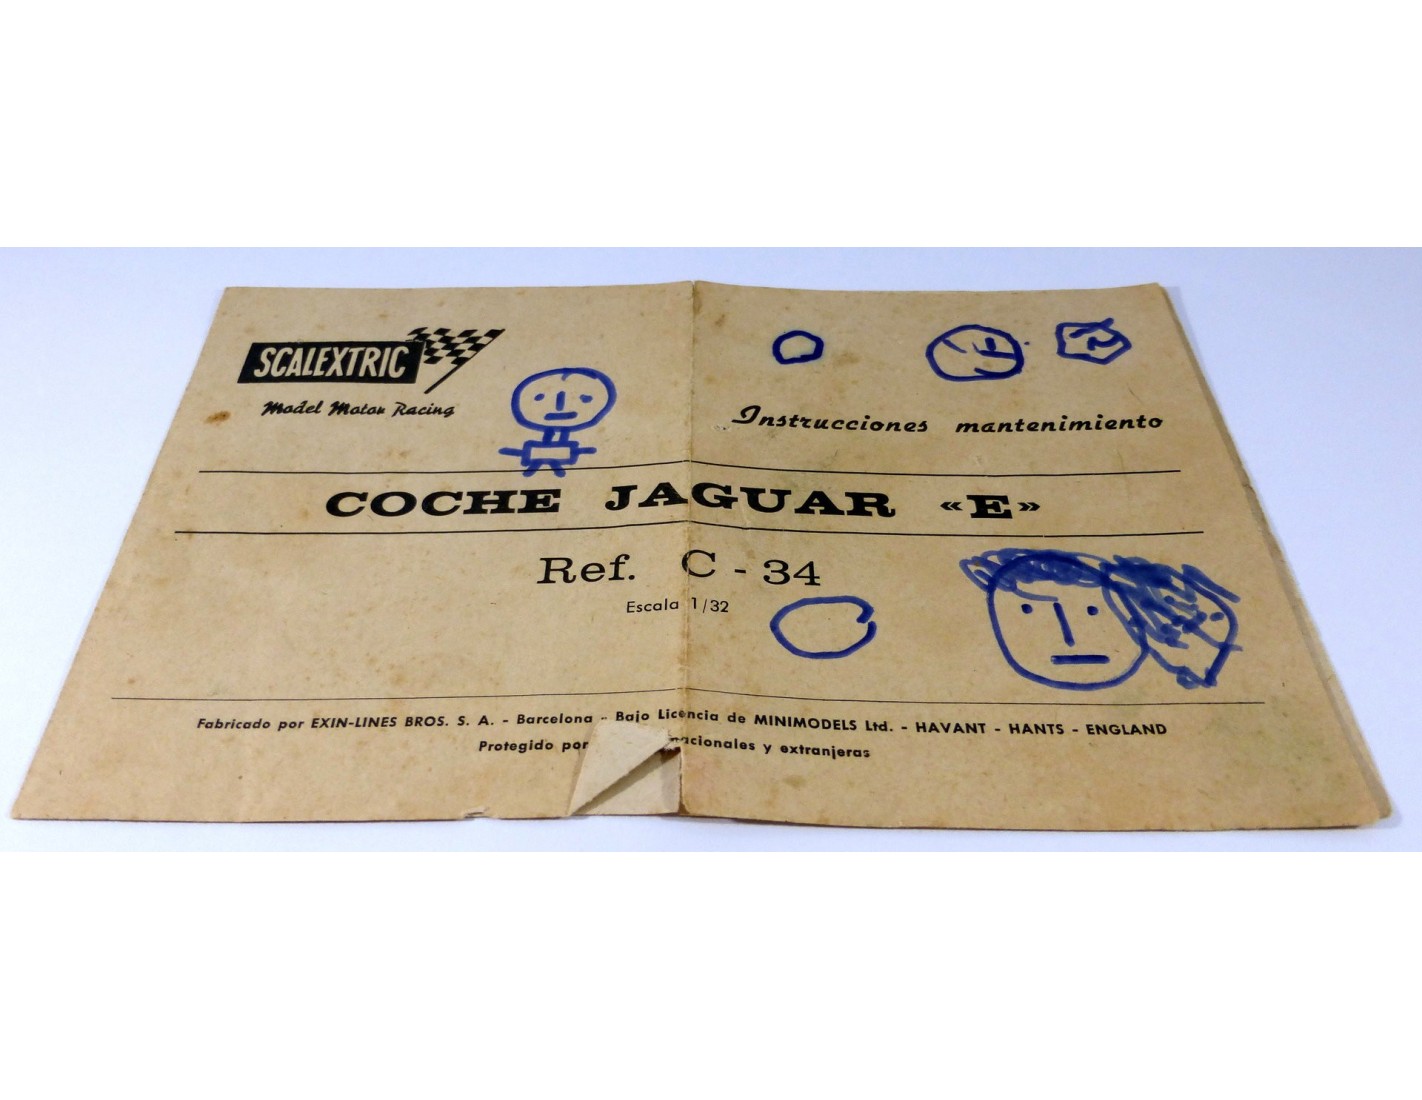 SCALEXTRIC
Model Motor Racing
Instrucciones mantenimiento
COCHE JAGUAR «E»
Ref. C - 34
Escala 1/32
Fabricado por EXIN-LINES BROS. S. A. - Barcelona - Bajo Licencia de MINIMODELS Ltd. - HAVANT - HANTS - ENGLAND
Protegido por nacionales y extranjeras